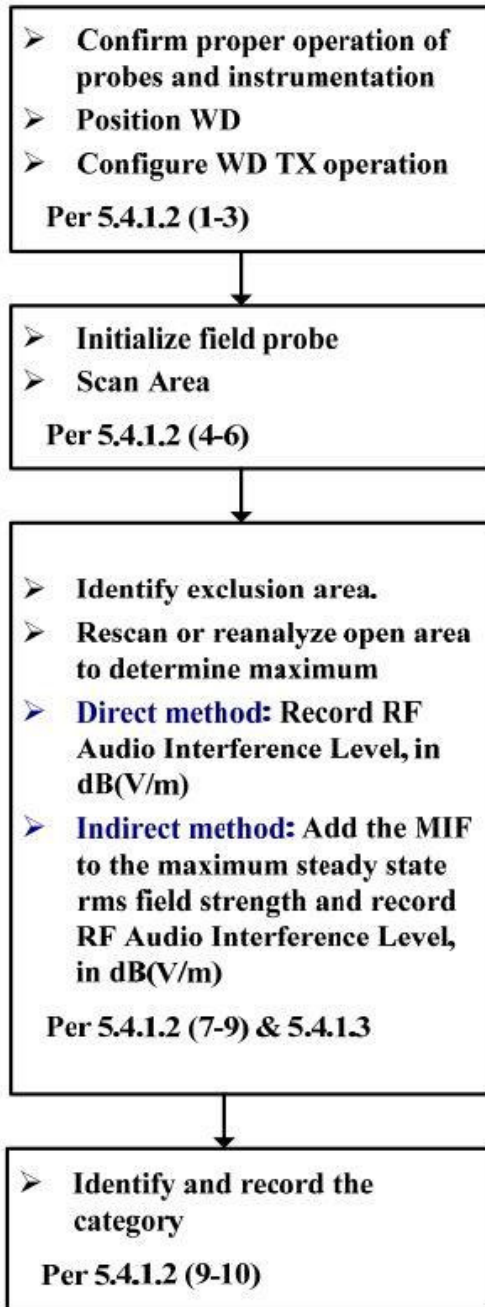 ➢ Confirm proper operation of
probes and instrumentation
➢ Position WD
➢ Configure WD TX operation
Per 5.4.1.2 (1-3)
➢ Initialize field probe
➢ Scan Area
Per 5.4.1.2 (4-6)
➢ Identify exclusion area.
➢ Rescan or reanalyze open area
to determine maximum
➢ Direct method: Record RF
Audio Interference Level, in
dB(V/m)
➢ Indirect method: Add the MIF
to the maximum steady state
rms field strength and record
RF Audio Interference Level,
in dB(V/m)
Per 5.4.1.2 (7-9) & 5.4.1.3
➢ Identify and record the
category
Per 5.4.1.2 (9-10)